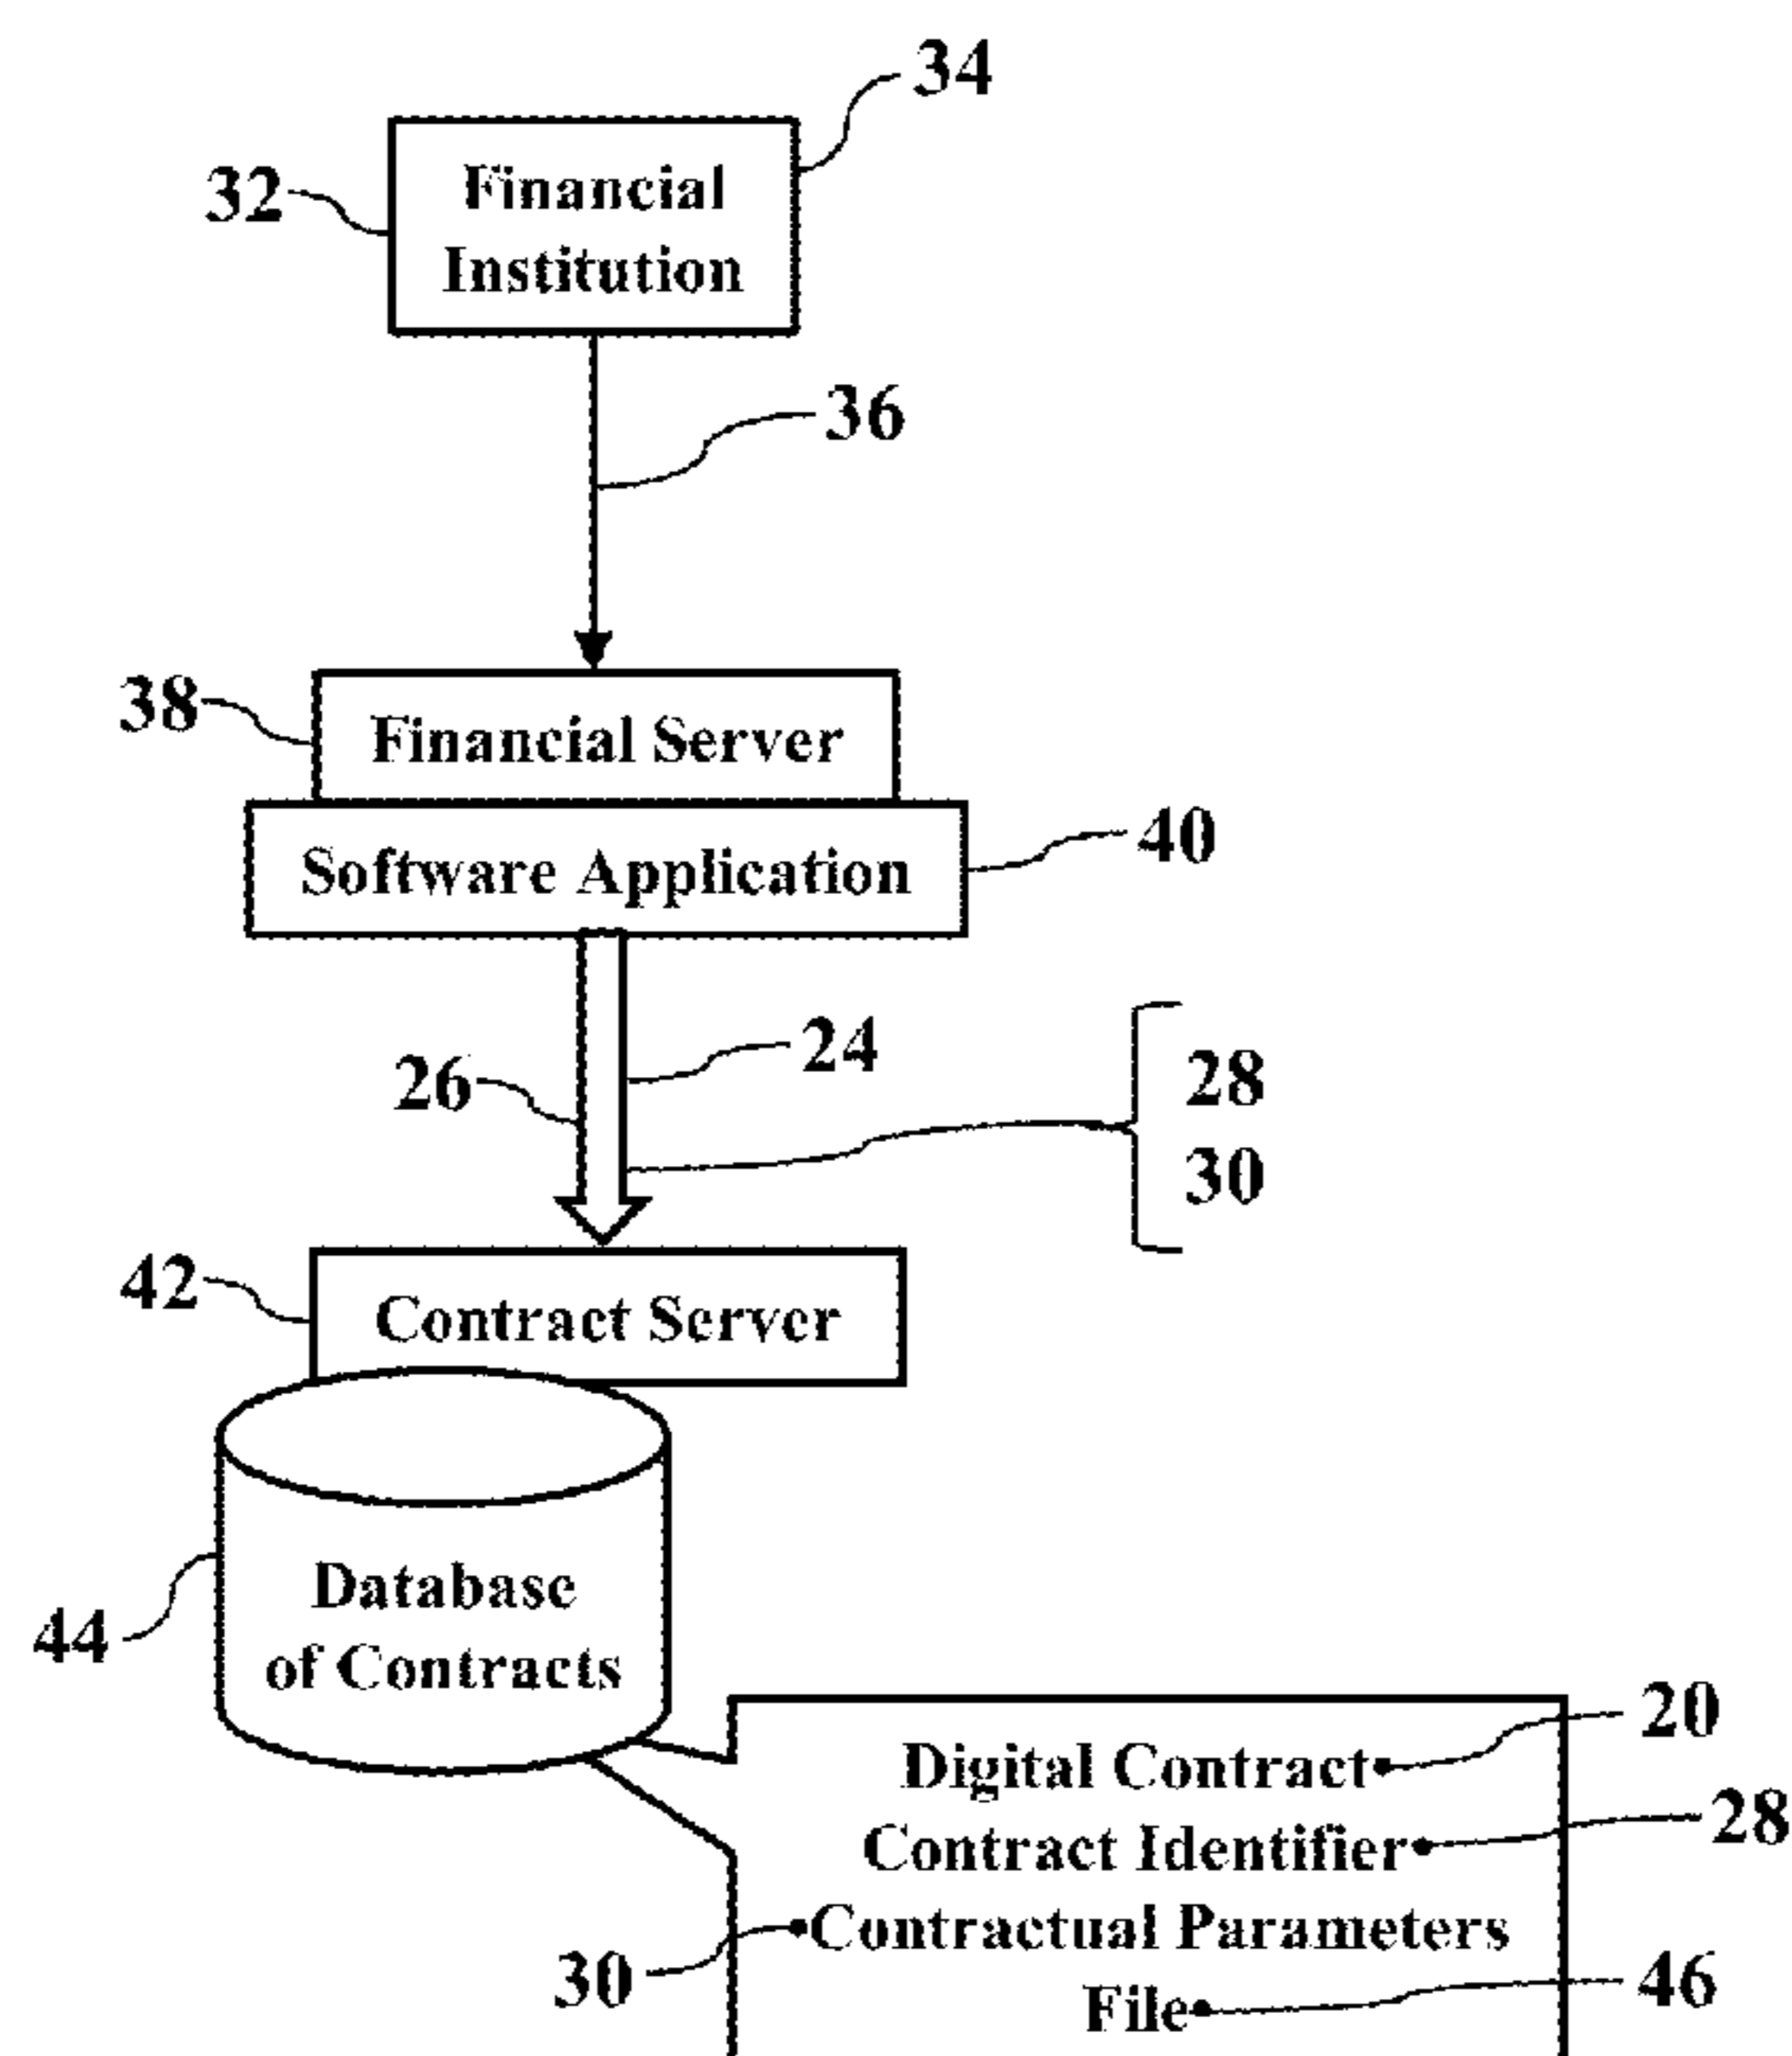 34
32
Financial
Institution
36
38
Financial Server
40
Software Application
24
26
28
30
42
Contract Server
44
Database
of Contracts
20
Digital Contract
28
Contract Identifier
Contractual Parameters
30
46
File